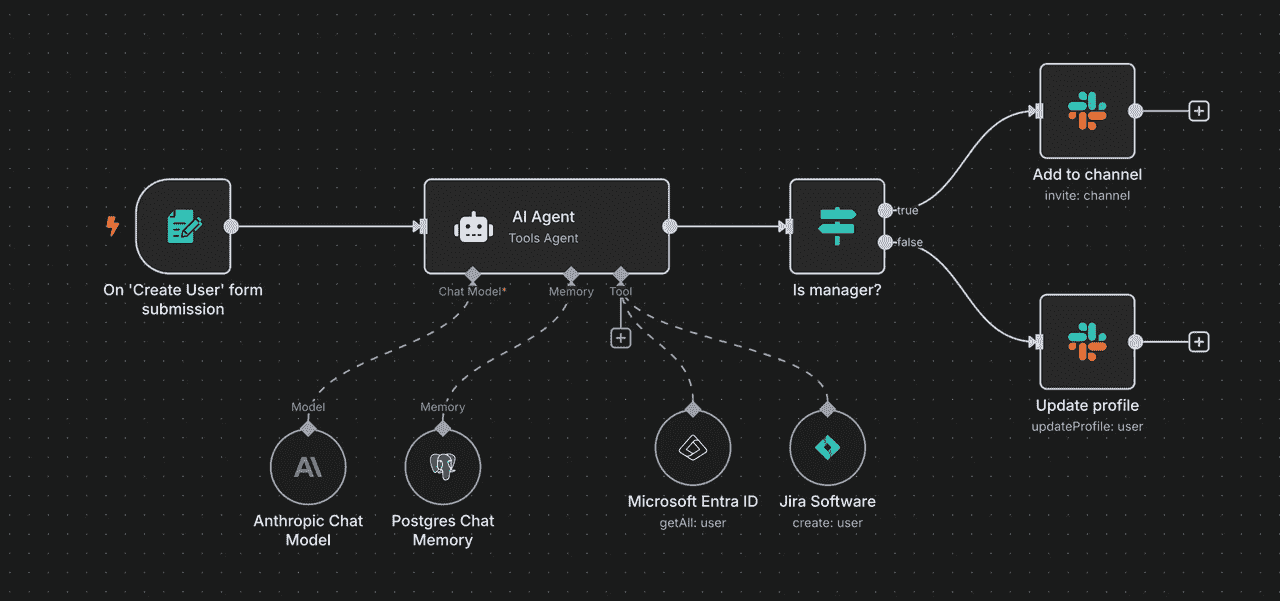 Add to channel
invite: channel
true
false
AI Agent
Tools Agent
Chat Model*
Memory
Tool
On 'Create User' form
submission
Is manager?
Update profile
updateProfile: user
Model
Memory
Anthropic Chat
Model
Postgres Chat
Memory
Microsoft Entra ID
getAll: user
Jira Software
create: user